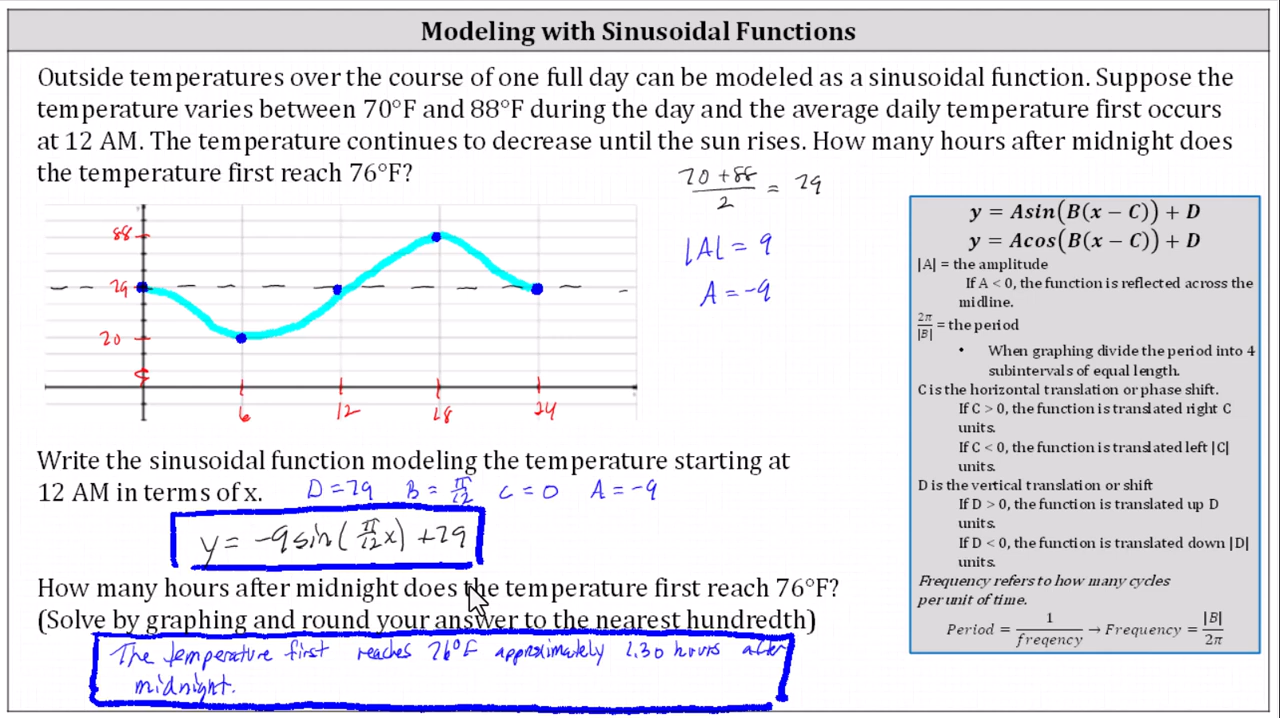 Modeling with Sinusoidal Functions
Outside temperatures over the course of one full day can be modeled as a sinusoidal function. Suppose the
temperature varies between 70°F and 88°F during the day and the average daily temperature first occurs
at 12 AM. The temperature continues to decrease until the sun rises. How many hours after midnight does
the temperature first reach 76°F?
(70 + 88)/2 = 79
|A| = 9
A = -9
88
79
70
6
12
18
24
Write the sinusoidal function modeling the temperature starting at
12 AM in terms of x. D = 79 B = π/12 C = 0 A = -9
y = -9 sin(π/12 x) + 79
How many hours after midnight does the temperature first reach 76°F?
(Solve by graphing and round your answer to the nearest hundredth)
The temperature first reaches 76°F approximately 1.30 hours after
midnight.
y = Asin(B(x − C)) + D
y = Acos(B(x − C)) + D
|A| = the amplitude
If A < 0, the function is reflected across the
midline.
2π/|B| = the period
• When graphing divide the period into 4
subintervals of equal length.
C is the horizontal translation or phase shift.
If C > 0, the function is translated right C
units.
If C < 0, the function is translated left |C|
units.
D is the vertical translation or shift
If D > 0, the function is translated up D
units.
If D < 0, the function is translated down |D|
units.
Frequency refers to how many cycles
per unit of time.
Period = 1/freqency → Frequency = |B|/2π